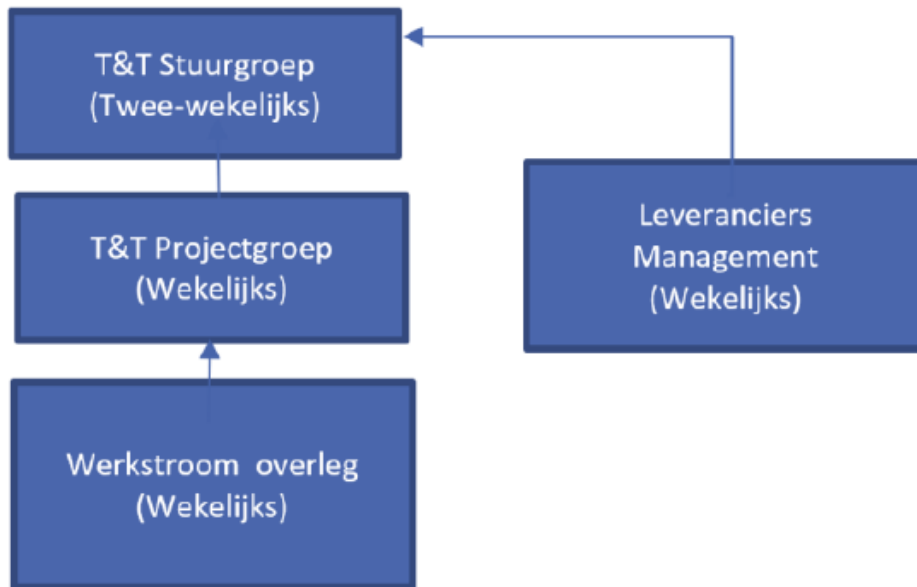 T&T Stuurgroep
(Twee-wekelijks)
T&T Projectgroep
(Wekelijks)
Leveranciers
Management
(Wekelijks)
Werkstroom overleg
(Wekelijks)